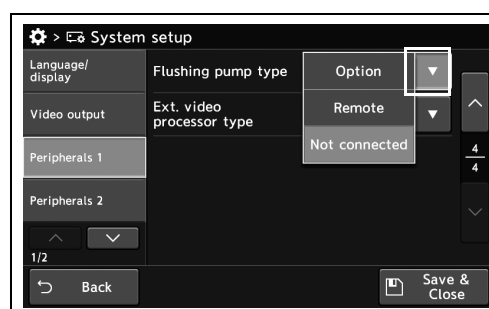 > System setup
Language/
display
Video output
Peripherals 1
Peripherals 2
1/2
Back
Flushing pump type
Option
Remote
Not connected
Ext. video
processor type
4
4
Save &
Close